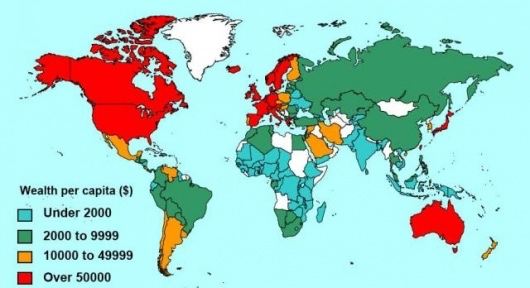 Wealth per capita ($)
Under 2000
2000 to 9999
10000 to 49999
Over 50000